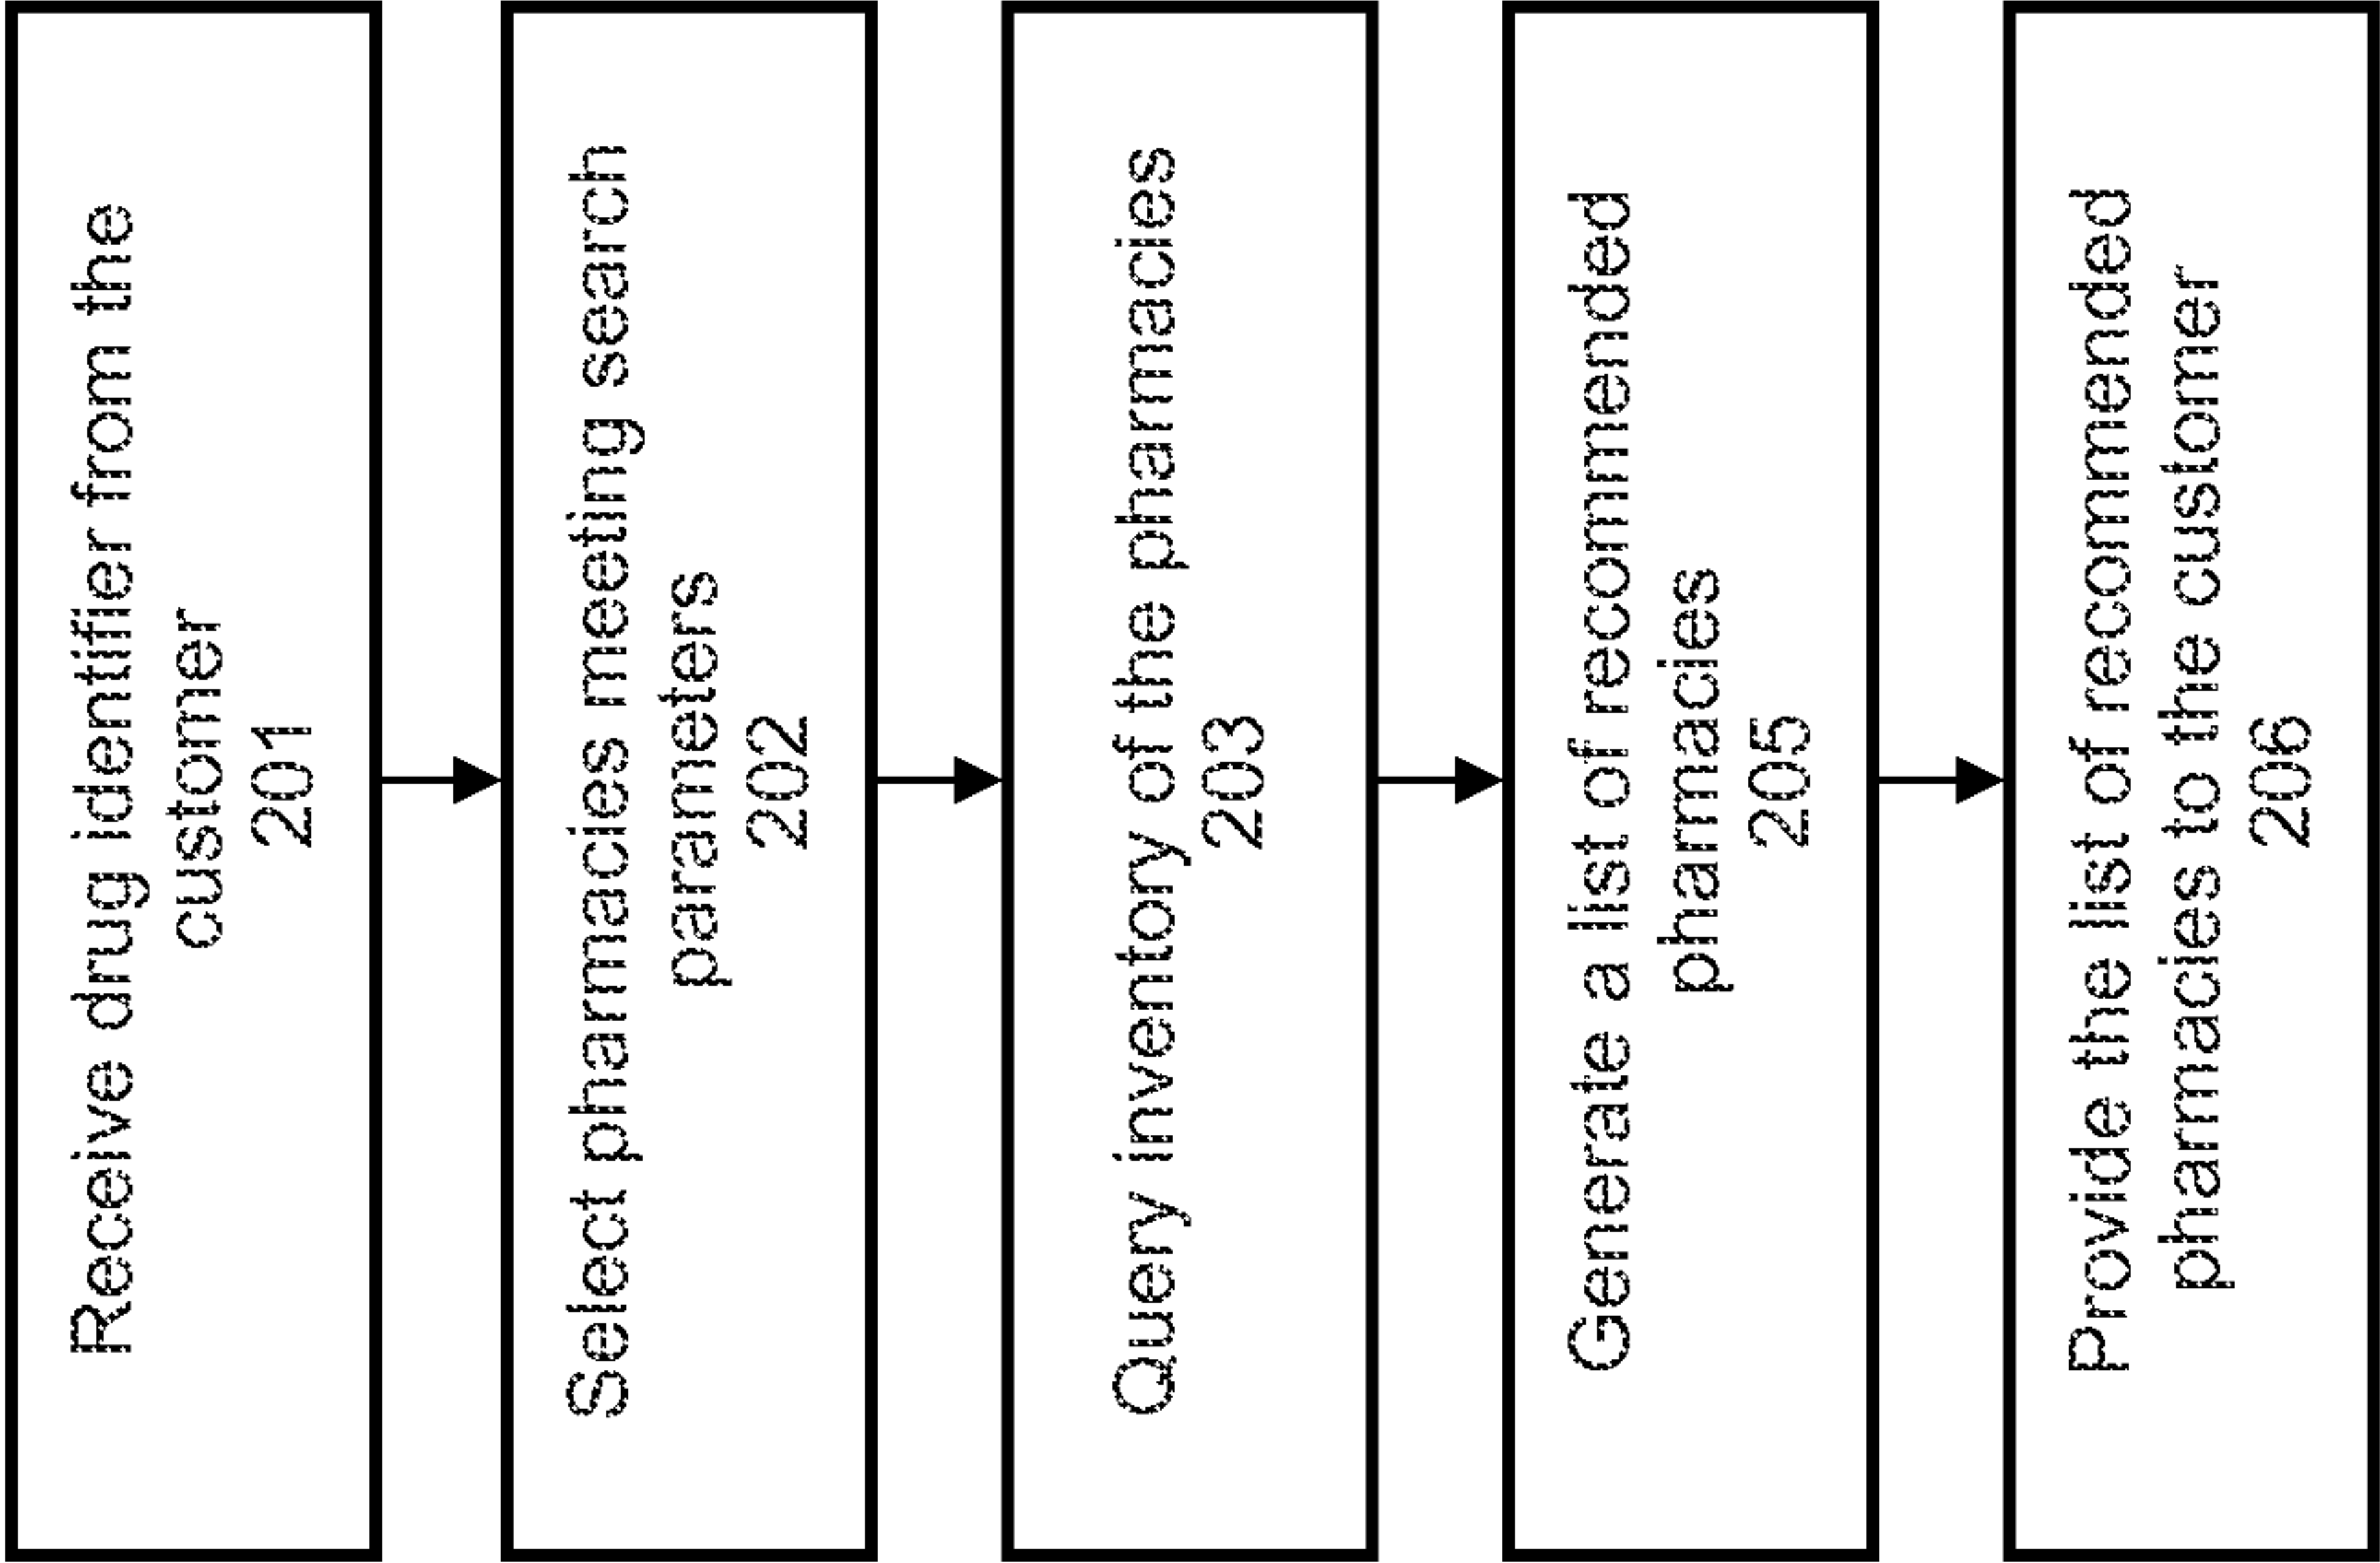 Receive drug identifier from the
customer
201
Select pharmacies meeting search
parameters
202
Query inventory of the pharmacies
203
Generate a list of recommended
pharmacies
205
Provide the list of recommended
pharmacies to the customer
206